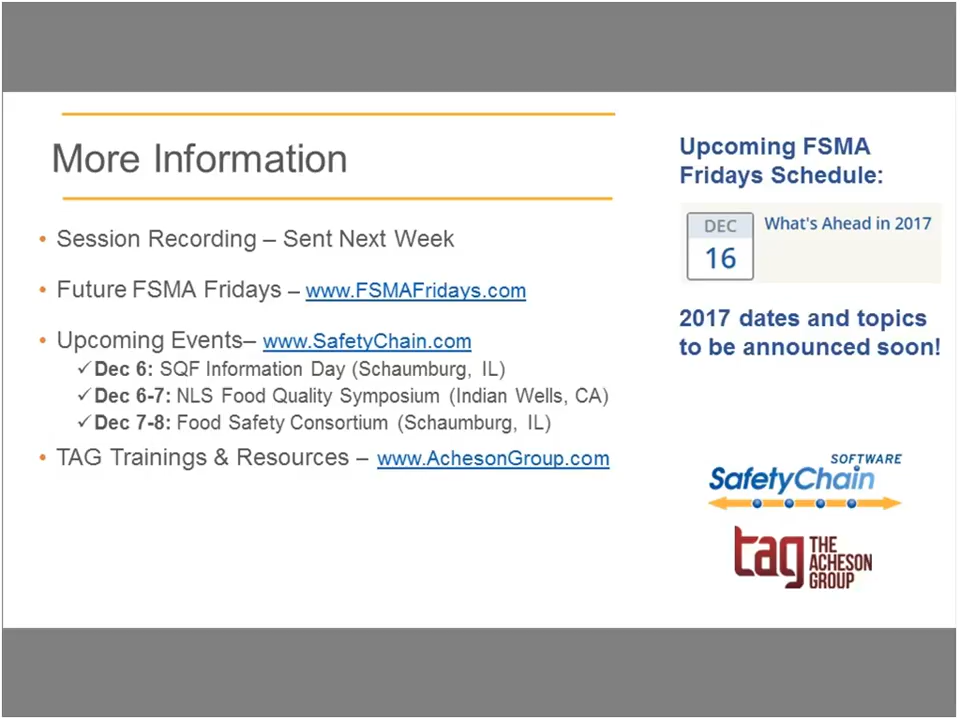 More Information
• Session Recording – Sent Next Week
• Future FSMA Fridays – www.FSMAFridays.com
• Upcoming Events– www.SafetyChain.com
✓ Dec 6: SQF Information Day (Schaumburg, IL)
✓ Dec 6-7: NLS Food Quality Symposium (Indian Wells, CA)
✓ Dec 7-8: Food Safety Consortium (Schaumburg, IL)
• TAG Trainings & Resources – www.AchesonGroup.com
Upcoming FSMA
Fridays Schedule:
DEC
16
What's Ahead in 2017
2017 dates and topics
to be announced soon!
SOFTWARE
SafetyChain
tag THE
ACHESON
GROUP